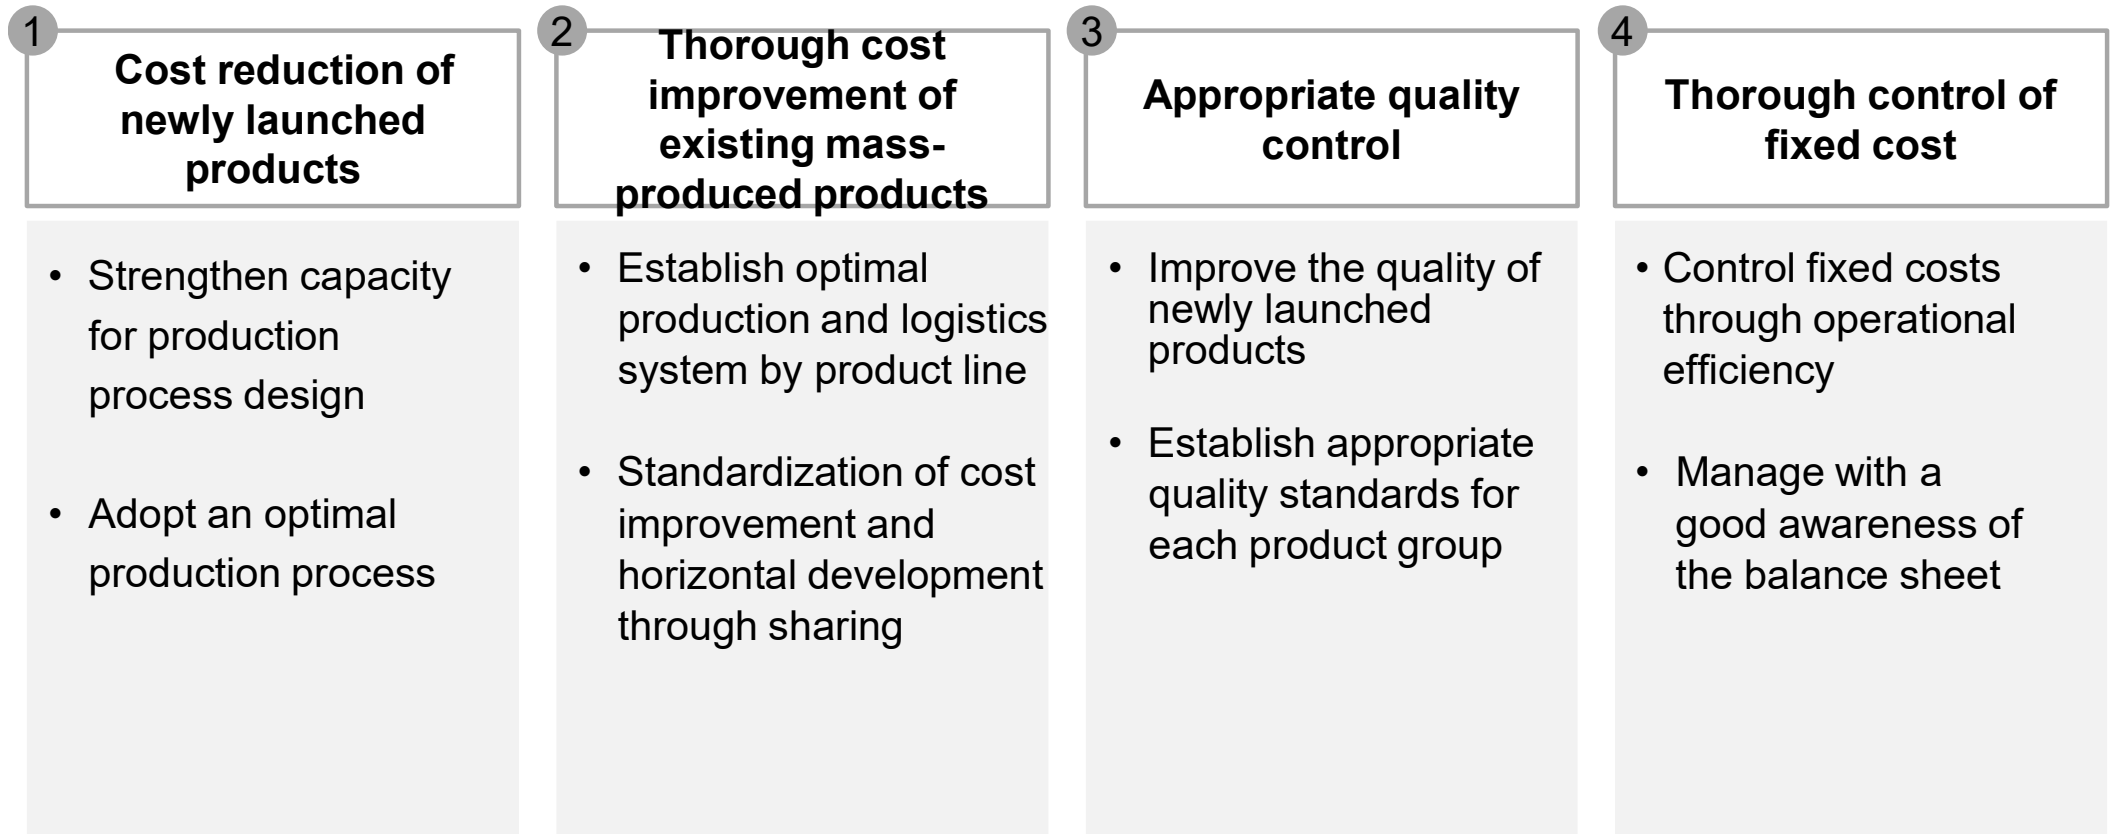 1
Cost reduction of
newly launched
products
• Strengthen capacity
for production
process design
• Adopt an optimal
production process
2
Thorough cost
improvement of
existing mass-
produced products
• Establish optimal
production and logistics
system by product line
• Standardization of cost
improvement and
horizontal development
through sharing
3
Appropriate quality
control
• Improve the quality of
newly launched
products
• Establish appropriate
quality standards for
each product group
4
Thorough control of
fixed cost
• Control fixed costs
through operational
efficiency
• Manage with a
good awareness of
the balance sheet